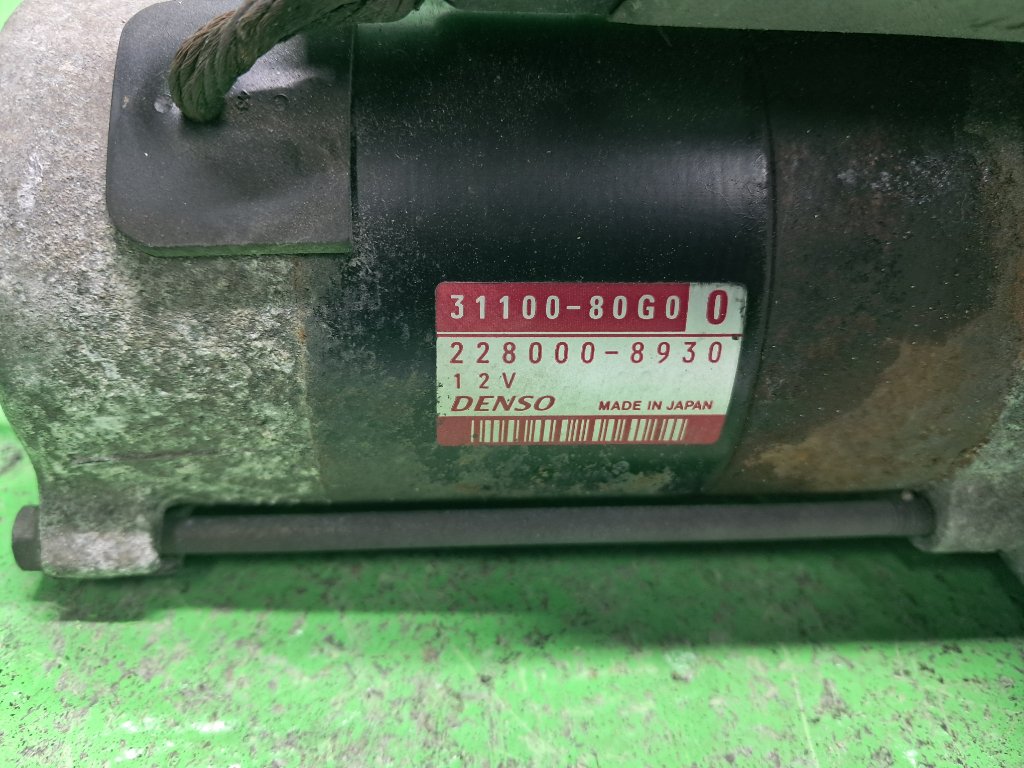 31100-80G0 0
228000-8930
12V
DENSO MADE IN JAPAN